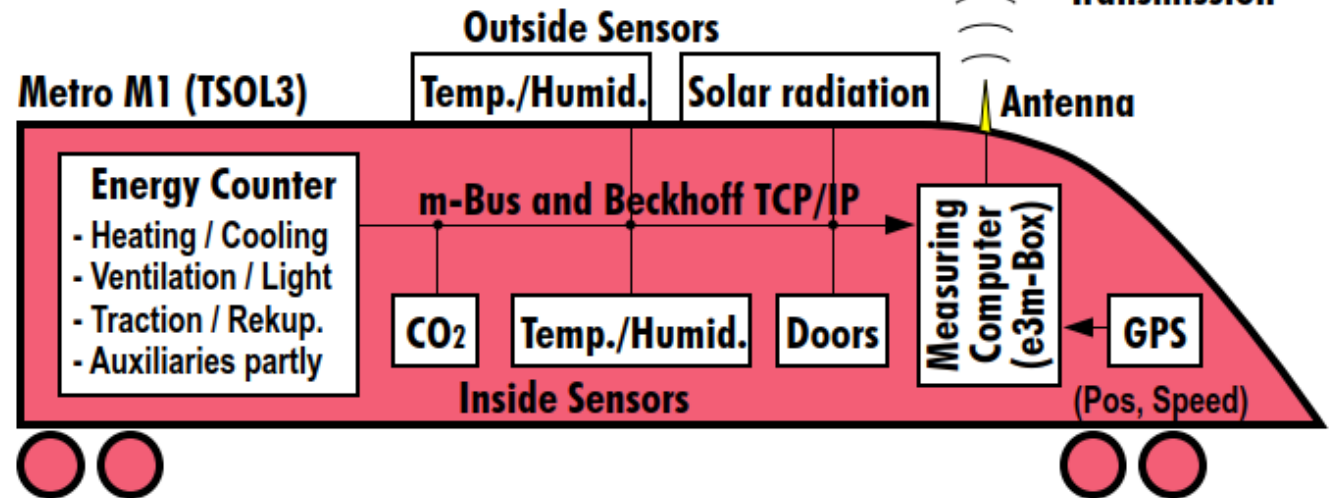 Transmission
Outside Sensors
Metro M1 (TSOL3)
Temp./Humid.
Solar radiation
Antenna
Energy Counter
- Heating / Cooling
- Ventilation / Light
- Traction / Rekup.
- Auxiliaries partly
m-Bus and Beckhoff TCP/IP
CO2
Temp./Humid.
Doors
Inside Sensors
Measuring
Computer
(e3m-Box)
GPS
(Pos, Speed)